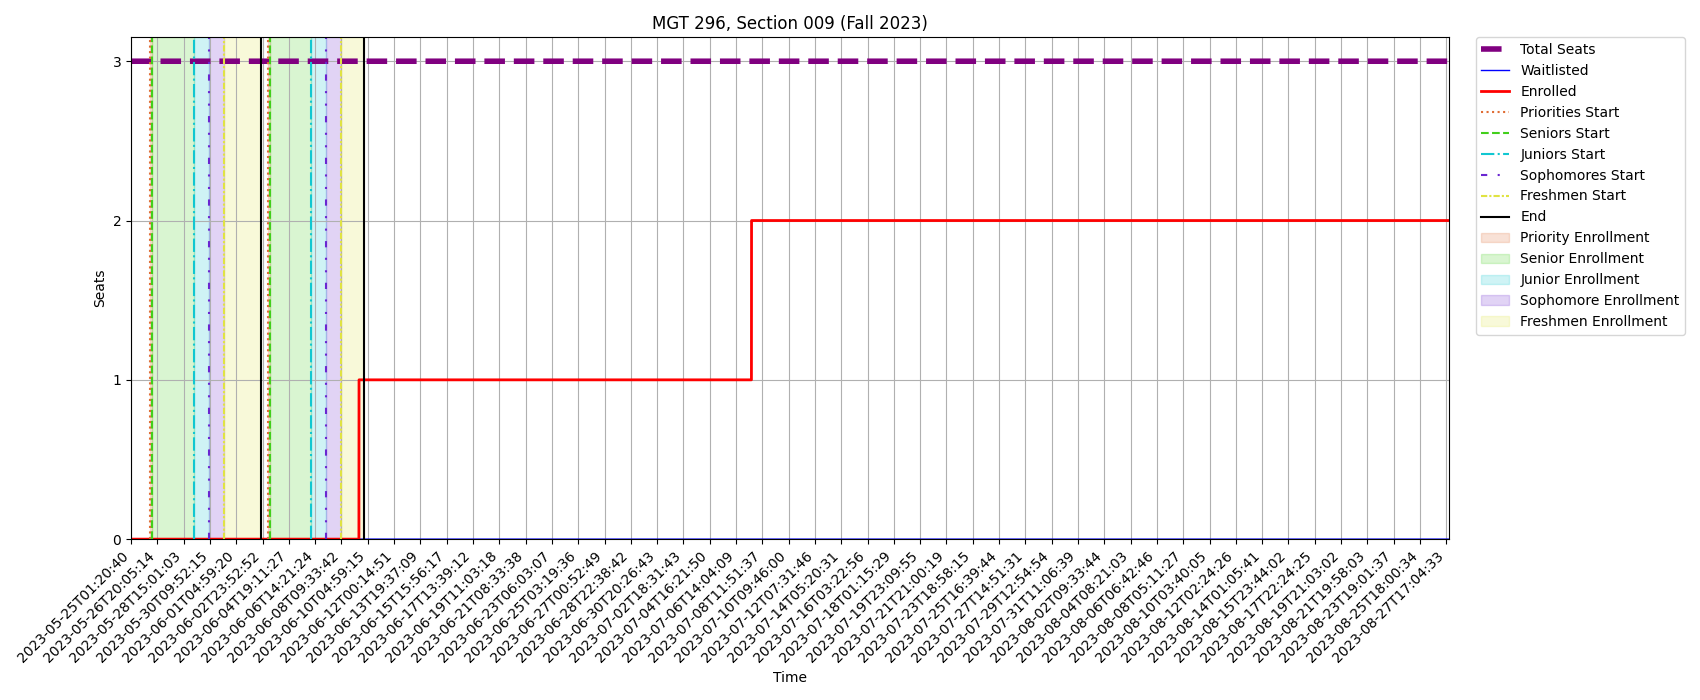 MGT 296, Section 009 (Fall 2023)
Seats
3
2
1
0
2023-05-25T01:20:40
2023-05-26T20:05:14
2023-05-28T15:01:03
2023-05-30T09:52:15
2023-06-01T04:59:20
2023-06-02T23:52:52
2023-06-04T19:11:27
2023-06-06T14:21:24
2023-06-08T09:33:42
2023-06-10T04:59:15
2023-06-12T00:14:51
2023-06-13T19:37:09
2023-06-15T15:56:17
2023-06-17T13:39:12
2023-06-19T11:03:18
2023-06-21T08:33:38
2023-06-23T06:03:07
2023-06-25T03:19:36
2023-06-27T00:52:49
2023-06-28T22:38:42
2023-06-30T20:26:43
2023-07-02T18:31:43
2023-07-04T16:21:50
2023-07-06T14:04:09
2023-07-08T11:51:37
2023-07-10T09:46:00
2023-07-12T07:31:46
2023-07-14T05:20:31
2023-07-16T03:22:56
2023-07-18T01:15:29
2023-07-19T23:09:55
2023-07-21T21:00:19
2023-07-23T18:58:15
2023-07-25T16:39:44
2023-07-27T14:51:31
2023-07-29T12:54:54
2023-07-31T11:06:39
2023-08-02T09:33:44
2023-08-04T08:21:03
2023-08-06T06:42:46
2023-08-08T05:11:27
2023-08-10T03:40:05
2023-08-12T02:24:26
2023-08-14T01:05:41
2023-08-15T23:44:02
2023-08-17T22:24:25
2023-08-19T21:03:02
2023-08-21T19:58:03
2023-08-23T19:01:37
2023-08-25T18:00:34
2023-08-27T17:04:33
Time
Total Seats
Waitlisted
Enrolled
Priorities Start
Seniors Start
Juniors Start
Sophomores Start
Freshmen Start
End
Priority Enrollment
Senior Enrollment
Junior Enrollment
Sophomore Enrollment
Freshmen Enrollment